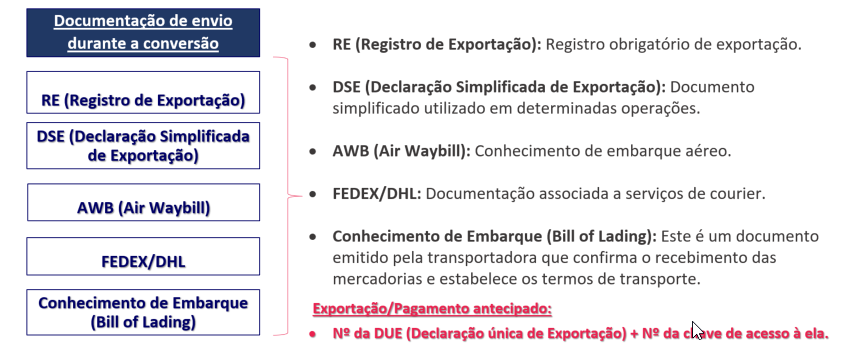 Documentação de envio
durante a conversão
RE (Registro de Exportação)
DSE (Declaração Simplificada
de Exportação)
AWB (Air Waybill)
FEDEX/DHL
Conhecimento de Embarque
(Bill of Lading)
• RE (Registro de Exportação): Registro obrigatório de exportação.
• DSE (Declaração Simplificada de Exportação): Documento
simplificado utilizado em determinadas operações.
• AWB (Air Waybill): Conhecimento de embarque aéreo.
• FEDEX/DHL: Documentação associada a serviços de courier.
• Conhecimento de Embarque (Bill of Lading): Este é um documento
emitido pela transportadora que confirma o recebimento das
mercadorias e estabelece os termos de transporte.
Exportação/Pagamento antecipado:
• Nº da DUE (Declaração única de Exportação) + Nº da chave de acesso à ela.